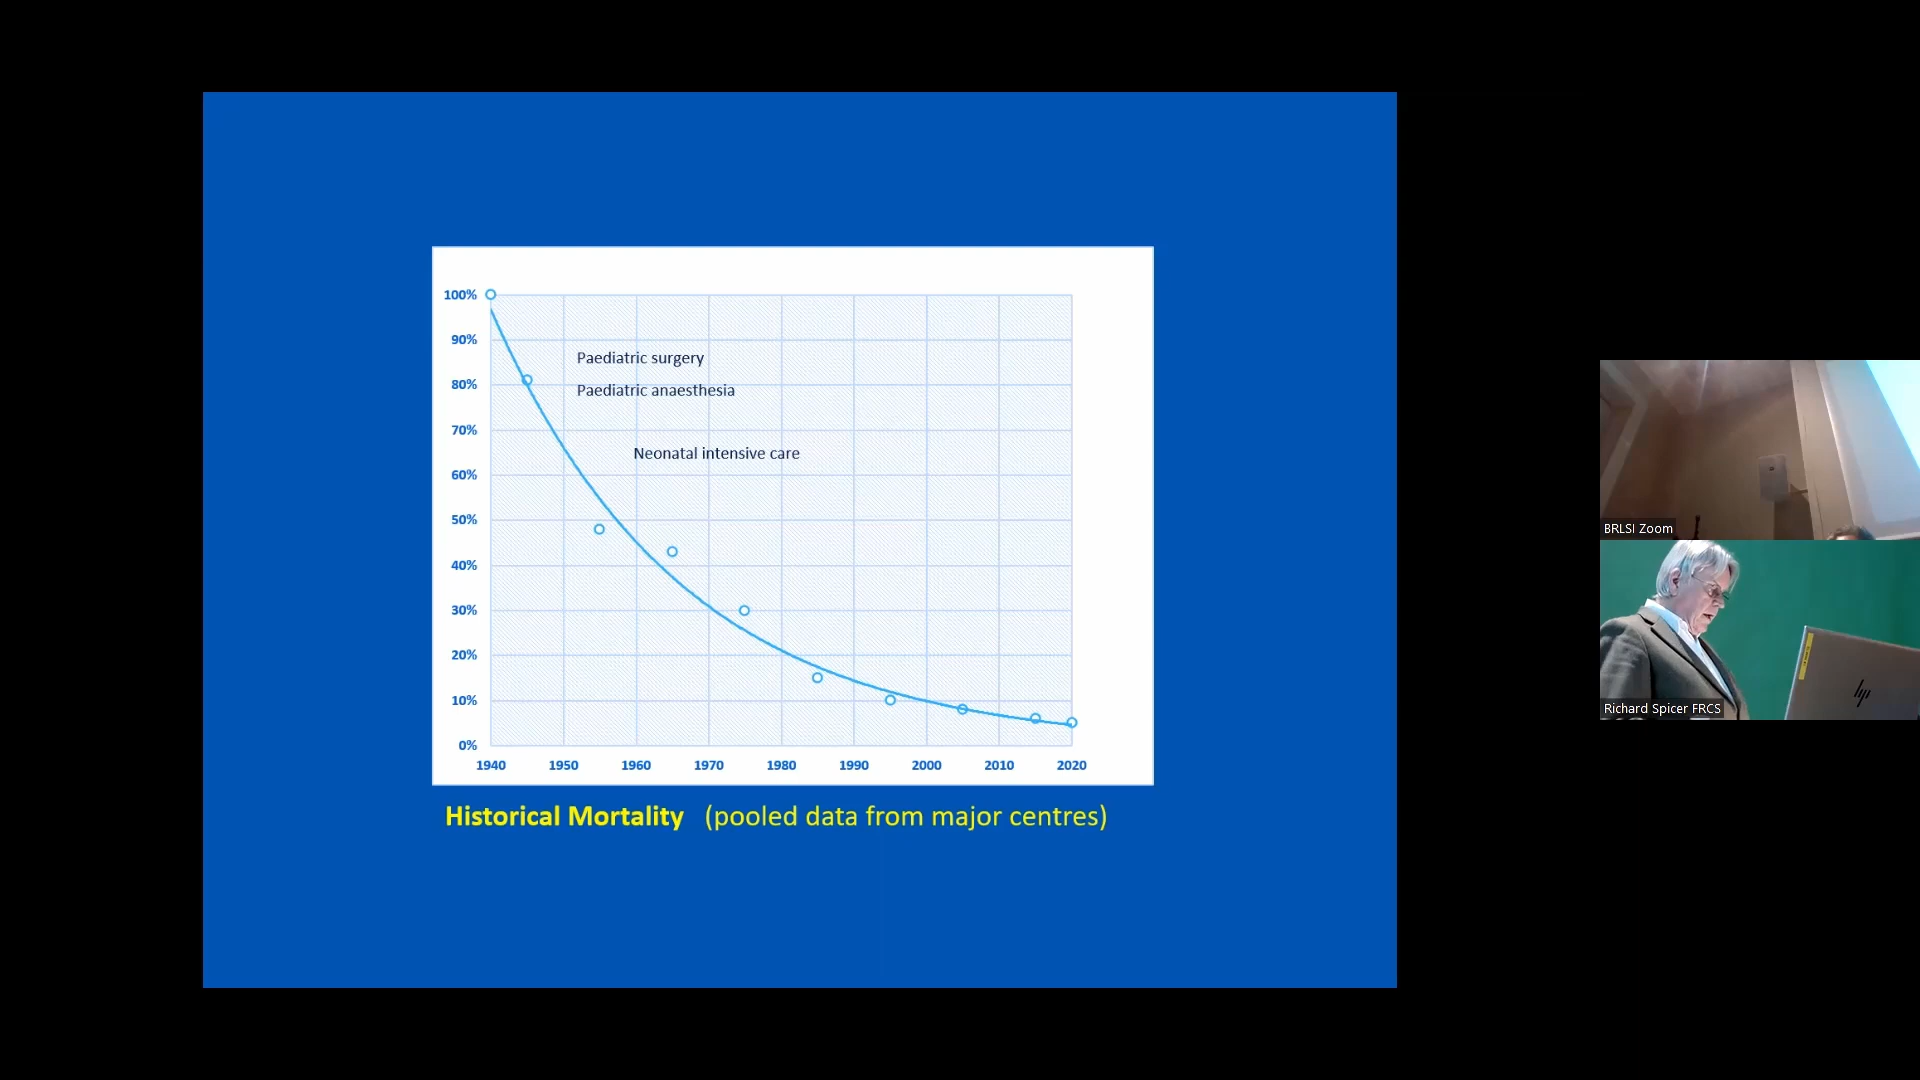 100%
90%
80%
70%
60%
50%
40%
30%
20%
10%
0%
Paediatric surgery
Paediatric anaesthesia
Neonatal intensive care
1940 1950 1960 1970 1980 1990 2000 2010 2020
Historical Mortality (pooled data from major centres)
BRLSI Zoom
hp
Richard Spicer FRCS